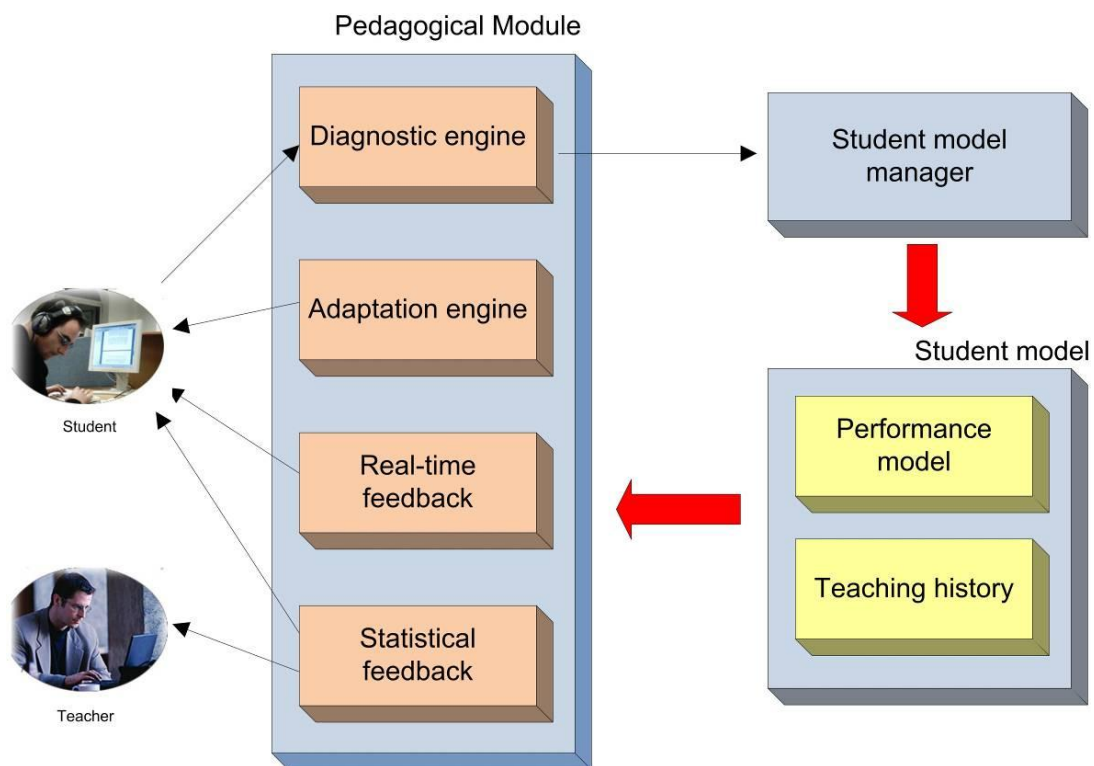 Pedagogical Module
Diagnostic engine
Student model
manager
Adaptation engine
Student
Student model
Performance
model
Real-time
feedback
Teaching history
Statistical
feedback
Teacher